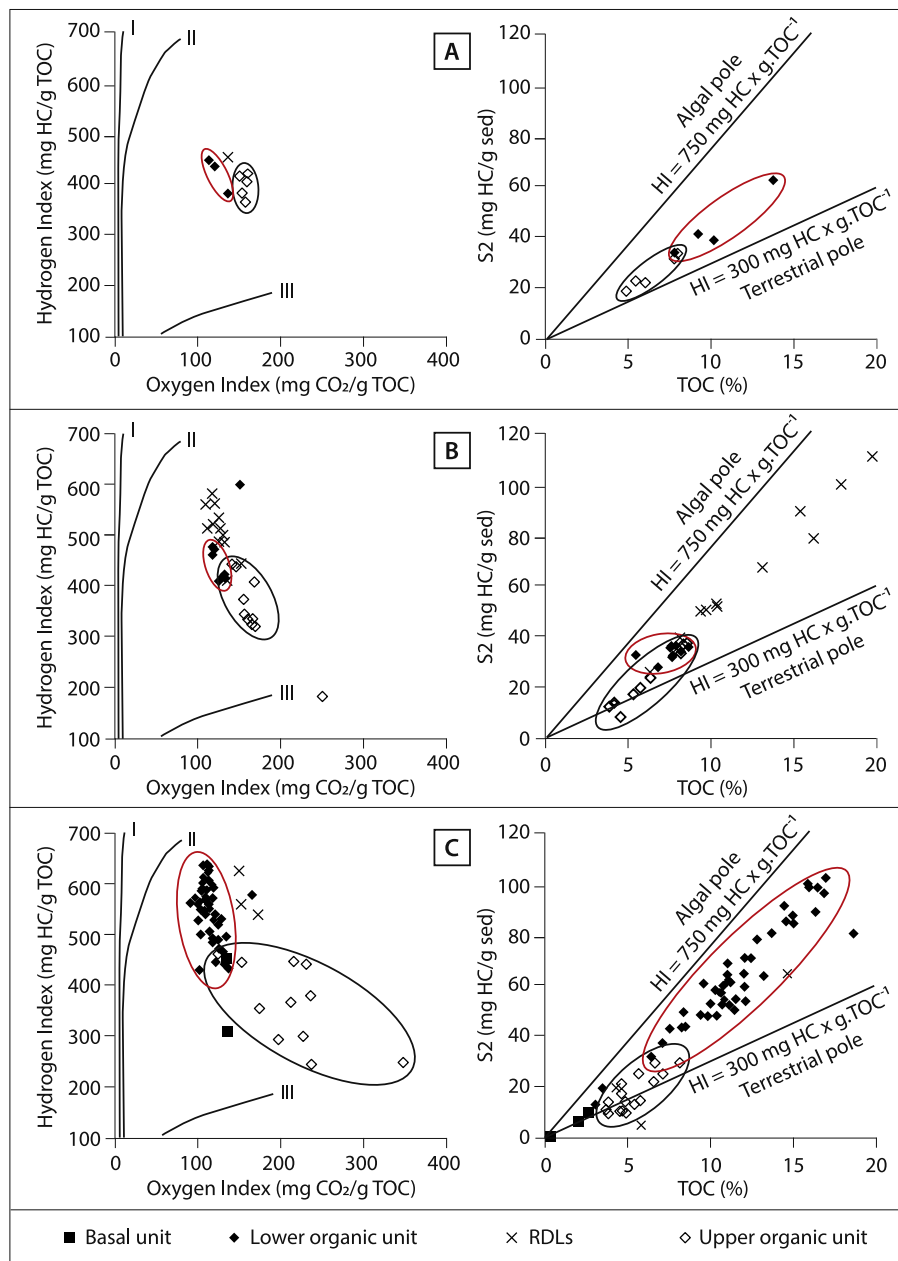 A
Hydrogen Index (mg HC/g TOC)
700
600
500
400
300
200
100
I
II
III
0 100 200 300 400
Oxygen Index (mg CO₂/g TOC)
S2 (mg HC/g sed)
120
100
80
60
40
20
0
Algal pole
HI = 750 mg HC x g.TOC⁻¹
HI = 300 mg HC x g.TOC⁻¹
Terrestrial pole
0 5 10 15 20
TOC (%)
B
Hydrogen Index (mg HC/g TOC)
700
600
500
400
300
200
100
I
II
III
0 100 200 300 400
Oxygen Index (mg CO₂/g TOC)
S2 (mg HC/g sed)
120
100
80
60
40
20
0
Algal pole
HI = 750 mg HC x g.TOC⁻¹
HI = 300 mg HC x g.TOC⁻¹
Terrestrial pole
0 5 10 15 20
TOC (%)
C
Hydrogen Index (mg HC/g TOC)
700
600
500
400
300
200
100
I
II
III
0 100 200 300 400
Oxygen Index (mg CO₂/g TOC)
S2 (mg HC/g sed)
120
100
80
60
40
20
0
Algal pole
HI = 750 mg HC x g.TOC⁻¹
HI = 300 mg HC x g.TOC⁻¹
Terrestrial pole
0 5 10 15 20
TOC (%)
Basal unit Lower organic unit RDLs Upper organic unit